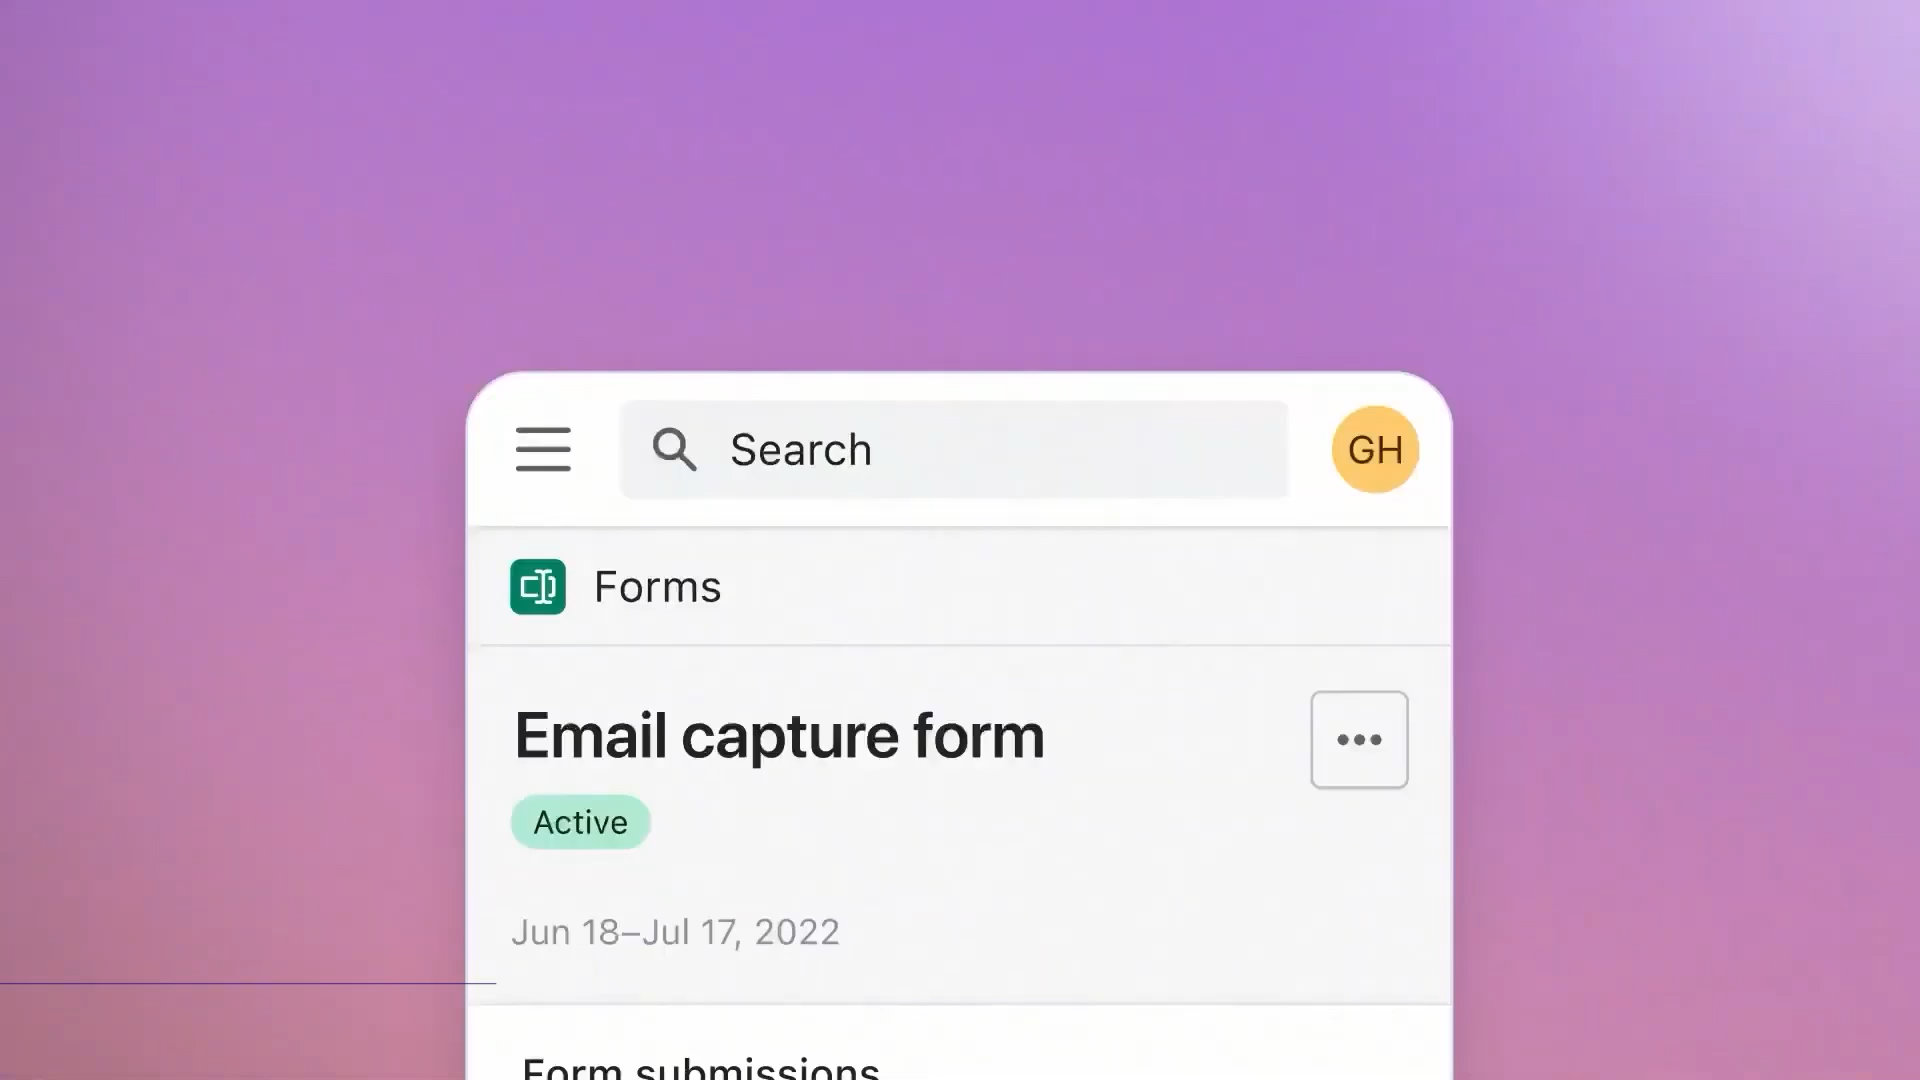 Search
GH
Forms
Email capture form
Active
Jun 18–Jul 17, 2022
Form submissions